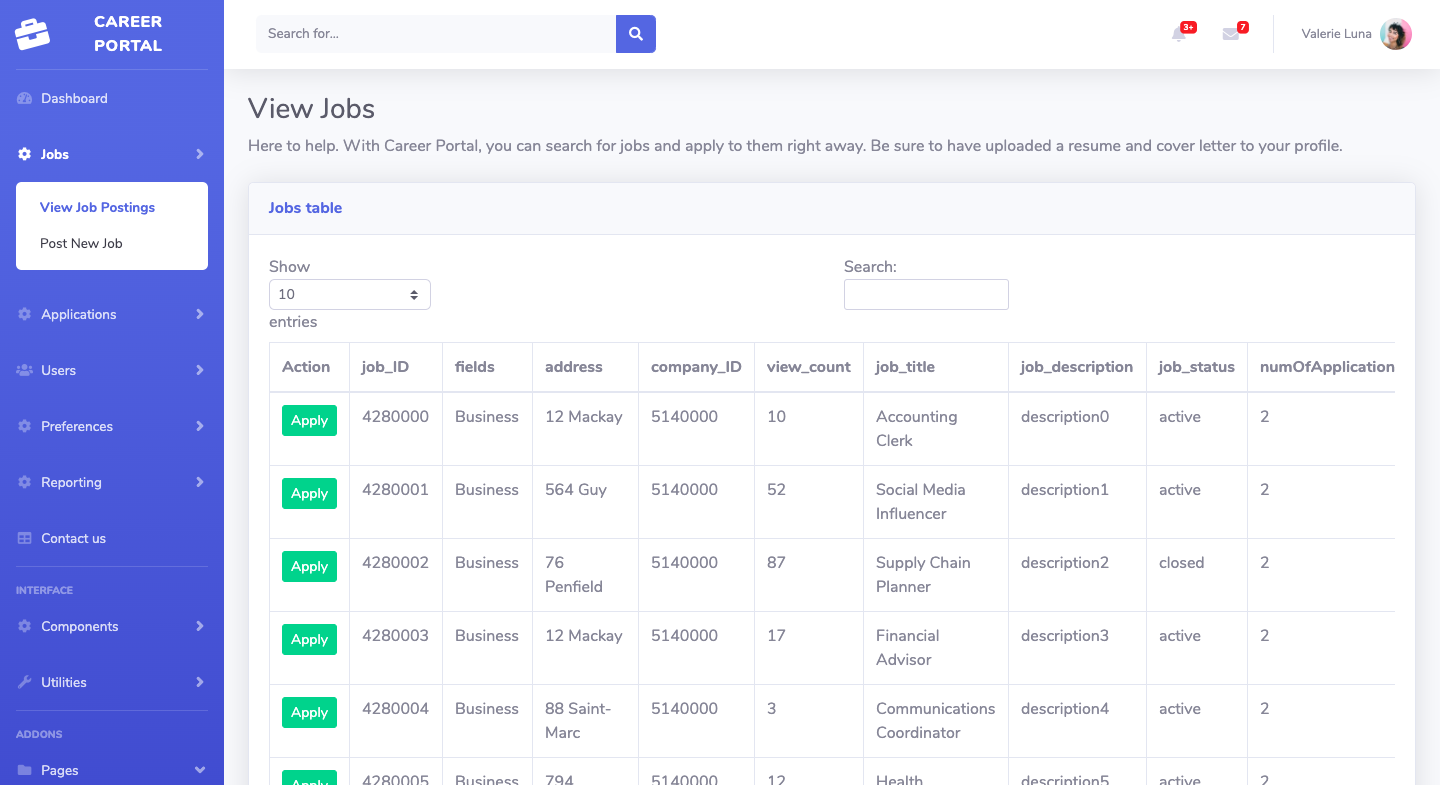 CAREER
PORTAL
Search for...
3+
7
Valerie Luna
Dashboard
Jobs
View Job Postings
Post New Job
Applications
Users
Preferences
Reporting
Contact us
INTERFACE
Components
Utilities
ADDONS
Pages
View Jobs
Here to help. With Career Portal, you can search for jobs and apply to them right away. Be sure to have uploaded a resume and cover letter to your profile.
Jobs table
Show
10
entries
Search:
Action job_ID fields address company_ID view_count job_title job_description job_status numOfApplication
Apply 4280000 Business 12 Mackay 5140000 10 Accounting description0 active 2
Clerk
Apply 4280001 Business 564 Guy 5140000 52 Social Media description1 active 2
Influencer
Apply 4280002 Business 76 5140000 87 Supply Chain description2 closed 2
Penfield Planner
Apply 4280003 Business 12 Mackay 5140000 17 Financial description3 active 2
Advisor
Apply 4280004 Business 88 Saint- 5140000 3 Communications description4 active 2
Marc Coordinator
Apply 4280005 Business 794 5140000 12 Health description5 active 2